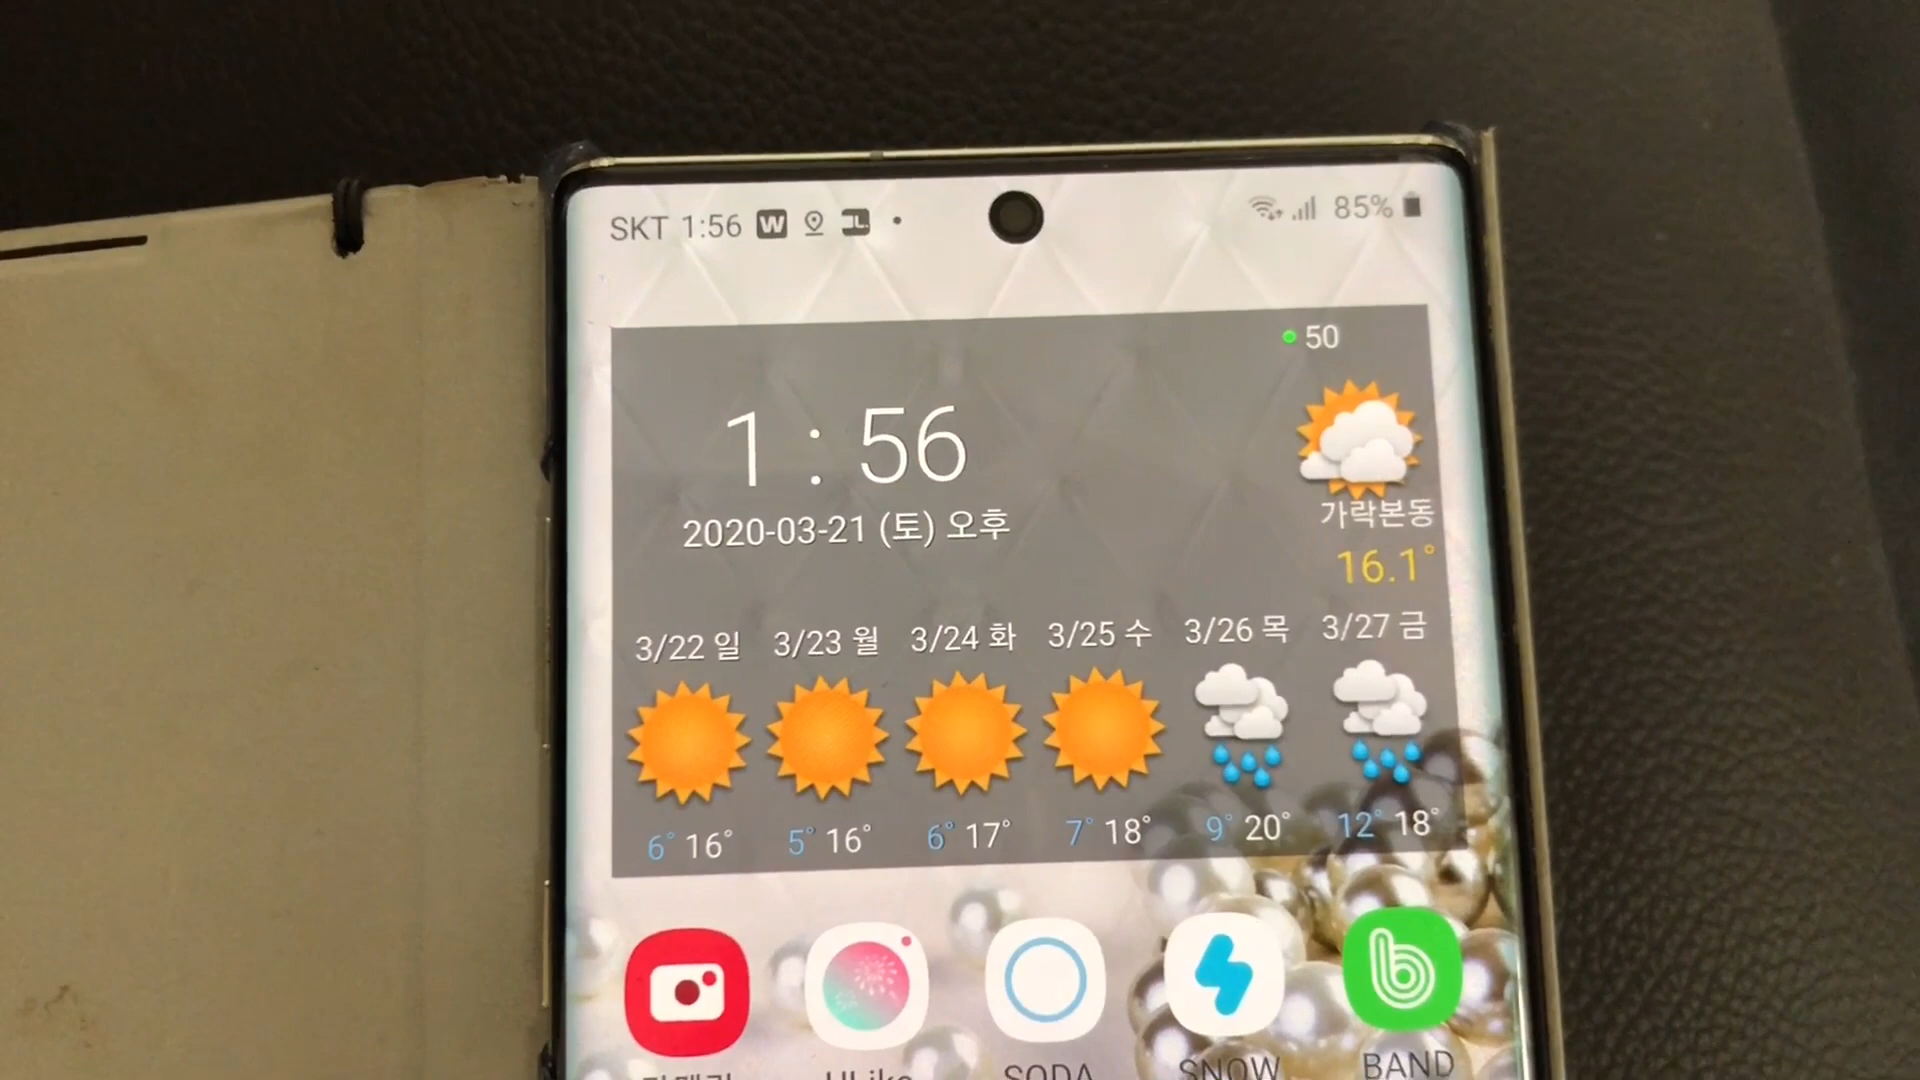 SKT 1:56 W
85%
50
1 : 56
2020-03-21 (토) 오후
가락본동
16.1°
3/22 일 3/23 월 3/24 화 3/25 수 3/26 목 3/27 금
6° 16° 5° 16° 6° 17° 7° 18° 9° 20° 12° 18°
SODA SNOW BAND